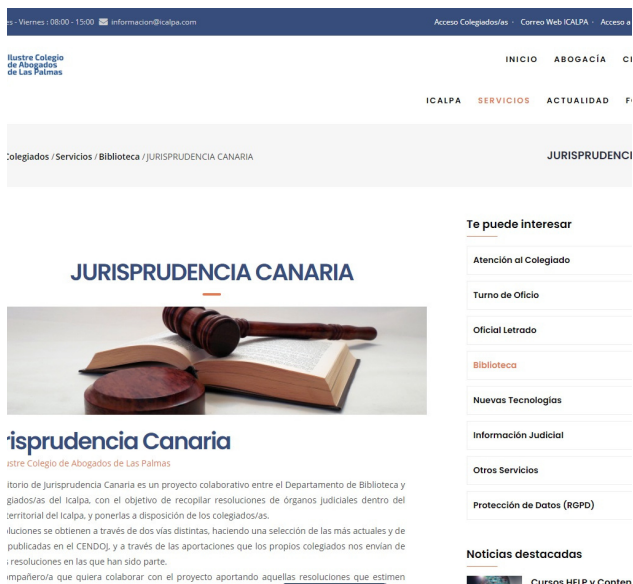 es - Viernes : 08:00 - 15:00 informacion@icalpa.com
Acceso Colegiados/as · Correo Web ICALPA · Acceso a
Ilustre Colegio
de Abogados
de Las Palmas
INICIO ABOGACÍA
ICALPA SERVICIOS ACTUALIDAD
Colegiados / Servicios / Biblioteca / JURISPRUDENCIA CANARIA
JURISPRUDENCI
Te puede interesar
Atención al Colegiado
Turno de Oficio
Oficial Letrado
Biblioteca
Nuevas Tecnologías
Información Judicial
Otros Servicios
Protección de Datos (RGPD)
Noticias destacadas
Cursos HELP y Conten
JURISPRUDENCIA CANARIA
risprudencia Canaria
ustre Colegio de Abogados de Las Palmas
itorio de Jurisprudencia Canaria es un proyecto colaborativo entre el Departamento de Biblioteca y
giados/as del Icalpa, con el objetivo de recopilar resoluciones de órganos judiciales dentro del
territorial del Icalpa, y ponerlas a disposición de los colegiados/as.
oluciones se obtienen a través de dos vías distintas, haciendo una selección de las más actuales y de
publicadas en el CENDOJ, y a través de las aportaciones que los propios colegiados nos envían de
s resoluciones en las que han sido parte.
ompañero/a que quiera colaborar con el proyecto aportando aquellas resoluciones que estimen